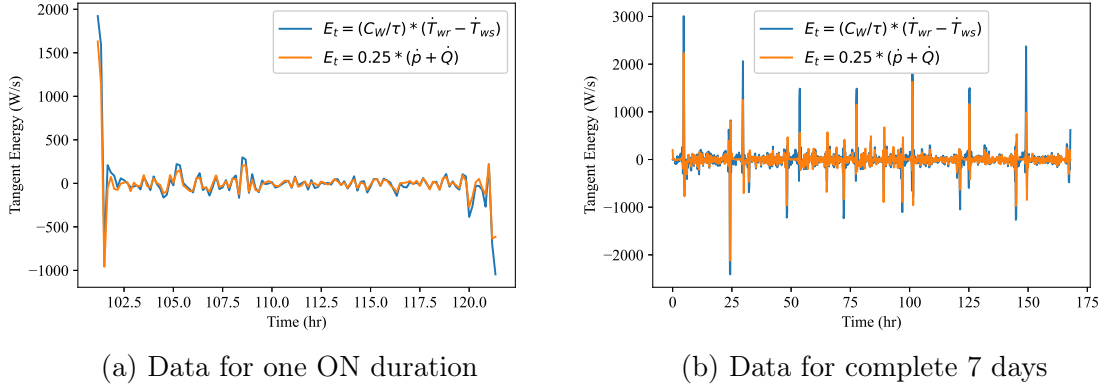 2000
1500
1000
500
0
−500
−1000
Tangent Energy (W/s)
E_t = (C_W/τ) * (Ṫ_wr − Ṫ_ws)
E_t = 0.25 * (ṗ + Q̇)
102.5 105.0 107.5 110.0 112.5 115.0 117.5 120.0
Time (hr)
(a) Data for one ON duration
3000
2000
1000
0
−1000
−2000
Tangent Energy (W/s)
E_t = (C_W/τ) * (Ṫ_wr − Ṫ_ws)
E_t = 0.25 * (ṗ + Q̇)
0 25 50 75 100 125 150 175
Time (hr)
(b) Data for complete 7 days